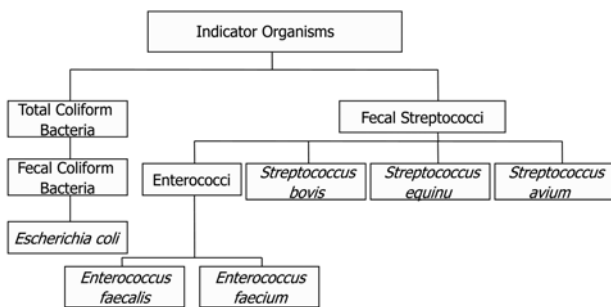 Indicator Organisms
Total Coliform
Bacteria
Fecal Streptococci
Fecal Coliform
Bacteria
Enterococci
Streptococcus
bovis
Streptococcus
equinu
Streptococcus
avium
Escherichia coli
Enterococcus
faecalis
Enterococcus
faecium